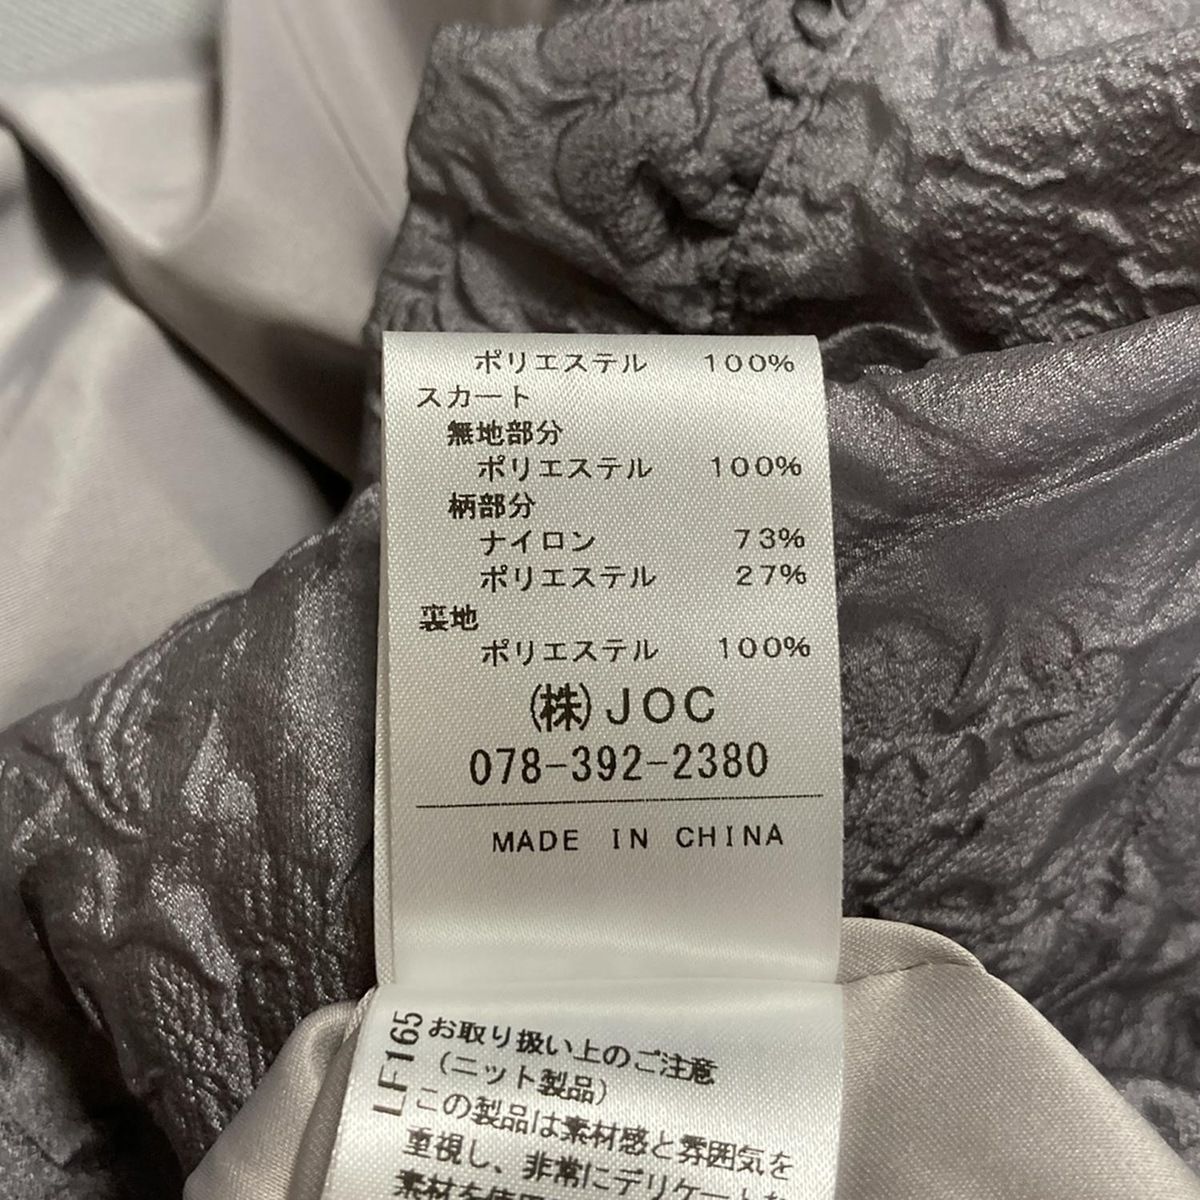 ポリエステル 100%
スカート
無地部分
ポリエステル 100%
柄部分
ナイロン 73%
ポリエステル 27%
裏地
ポリエステル 100%
(株)JOC
078-392-2380
MADE IN CHINA
LF165
お取り扱い上のご注意
(ニット製品)
この製品は素材感と雰囲気を
重視し、非常にデリケートな
素材を使用